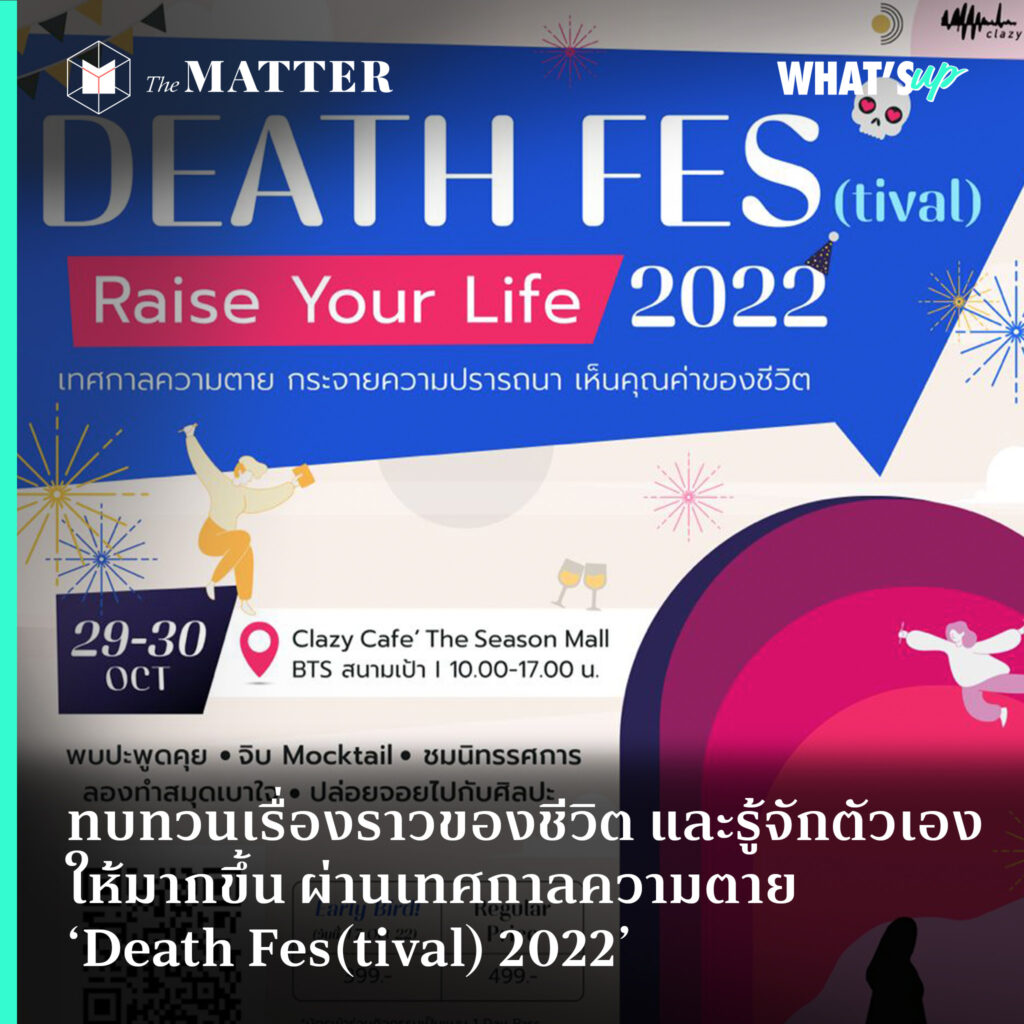 The MATTER
WHAT'S up
clazy
DEATH FES(tival)
Raise Your Life 2022
เทศกาลความตาย กระจายความปรารถนา เห็นคุณค่าของชีวิต
29-30
OCT
Clazy Cafe' The Season Mall
BTS สนามเป้า | 10.00-17.00 น.
พบปะพูดคุย • จิบ Mocktail • ชมนิทรรศการ
ลองทำสมุดเบาใจ • ปล่อยจอยไปกับศิลปะ
ทบทวนเรื่องราวของชีวิต และรู้จักตัวเอง
ให้มากขึ้น ผ่านเทศกาลความตาย
‘Death Fes(tival) 2022’
Early Bird!
Regular
399.-
499.-